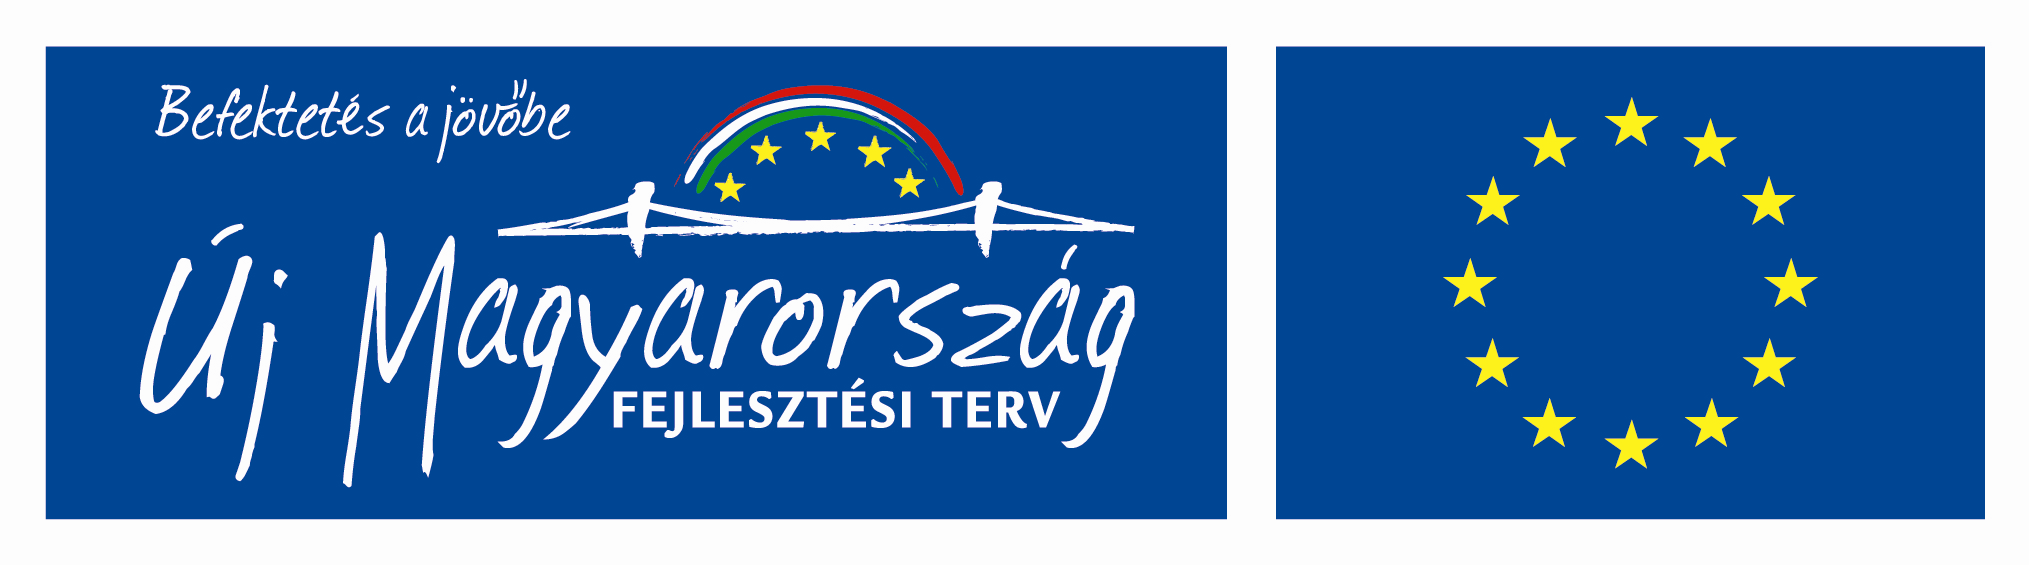 Befektetés a jövőbe
Új Magyarország
FEJLESZTÉSI TERV